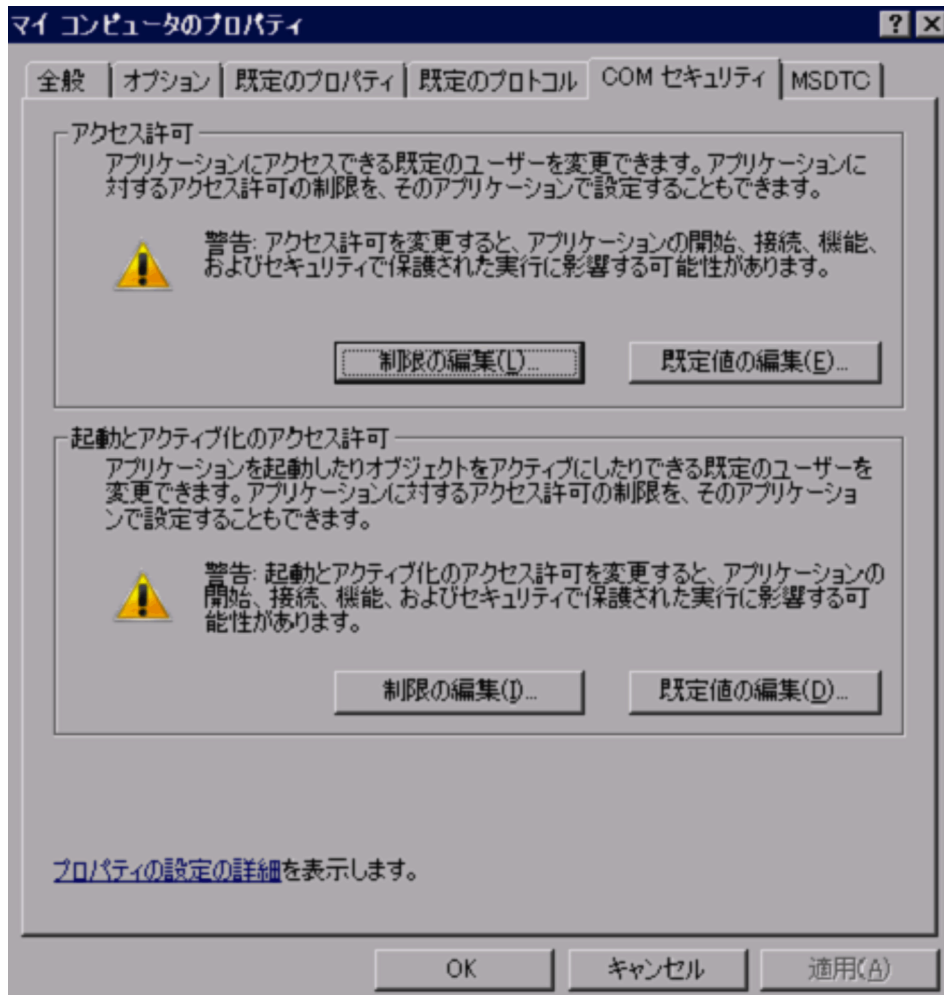 マイ コンピュータのプロパティ
全般 オプション 既定のプロパティ 既定のプロトコル COM セキュリティ MSDTC
アクセス許可
アプリケーションにアクセスできる既定のユーザーを変更できます。アプリケーションに
対するアクセス許可の制限を、そのアプリケーションで設定することもできます。
警告: アクセス許可を変更すると、アプリケーションの開始、接続、機能、
およびセキュリティで保護された実行に影響する可能性があります。
制限の編集(L)... 既定値の編集(E)...
起動とアクティブ化のアクセス許可
アプリケーションを起動したりオブジェクトをアクティブにしたりできる既定のユーザーを
変更できます。アプリケーションに対するアクセス許可の制限を、そのアプリケーショ
ンで設定することもできます。
警告: 起動とアクティブ化のアクセス許可を変更すると、アプリケーションの
開始、接続、機能、およびセキュリティで保護された実行に影響する可
能性があります。
制限の編集(I)... 既定値の編集(D)...
プロパティの設定の詳細を表示します。
OK キャンセル 適用(A)